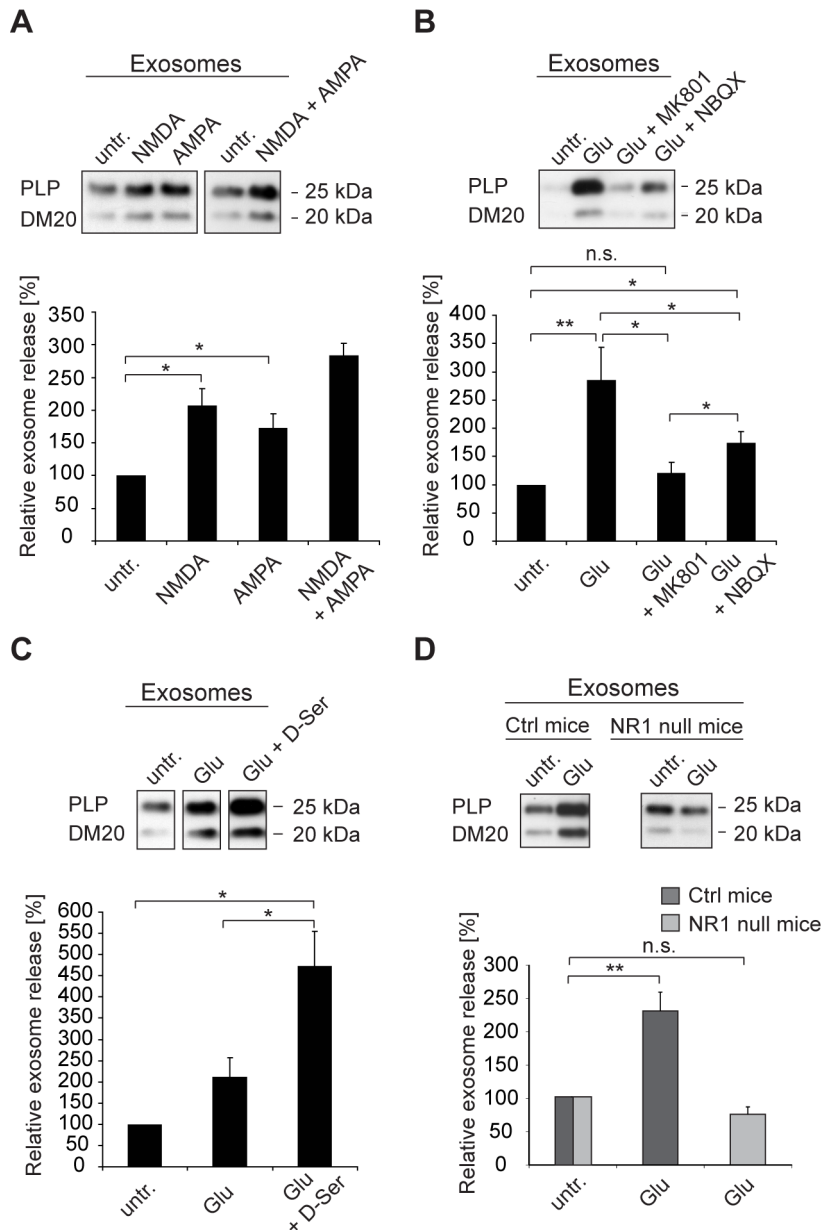 A
Exosomes
untr.
NMDA
AMPA
untr.
NMDA + AMPA
PLP
DM20
- 25 kDa
- 20 kDa
Relative exosome release [%]
350
300
250
200
150
100
50
0
*
*
untr.
NMDA
AMPA
NMDA
+ AMPA
B
Exosomes
untr.
Glu
Glu + MK801
Glu + NBQX
PLP
DM20
- 25 kDa
- 20 kDa
Relative exosome release [%]
400
350
300
250
200
150
100
50
0
n.s.
*
*
**
*
*
untr.
Glu
Glu
+ MK801
Glu
+ NBQX
C
Exosomes
untr.
Glu
Glu + D-Ser
PLP
DM20
- 25 kDa
- 20 kDa
Relative exosome release [%]
600
550
500
450
400
350
300
250
200
150
100
50
0
*
*
untr.
Glu
Glu
+ D-Ser
D
Exosomes
Ctrl mice
NR1 null mice
untr.
Glu
untr.
Glu
PLP
DM20
- 25 kDa
- 20 kDa
Ctrl mice
NR1 null mice
Relative exosome release [%]
300
250
200
150
100
50
0
n.s.
**
untr.
Glu
Glu